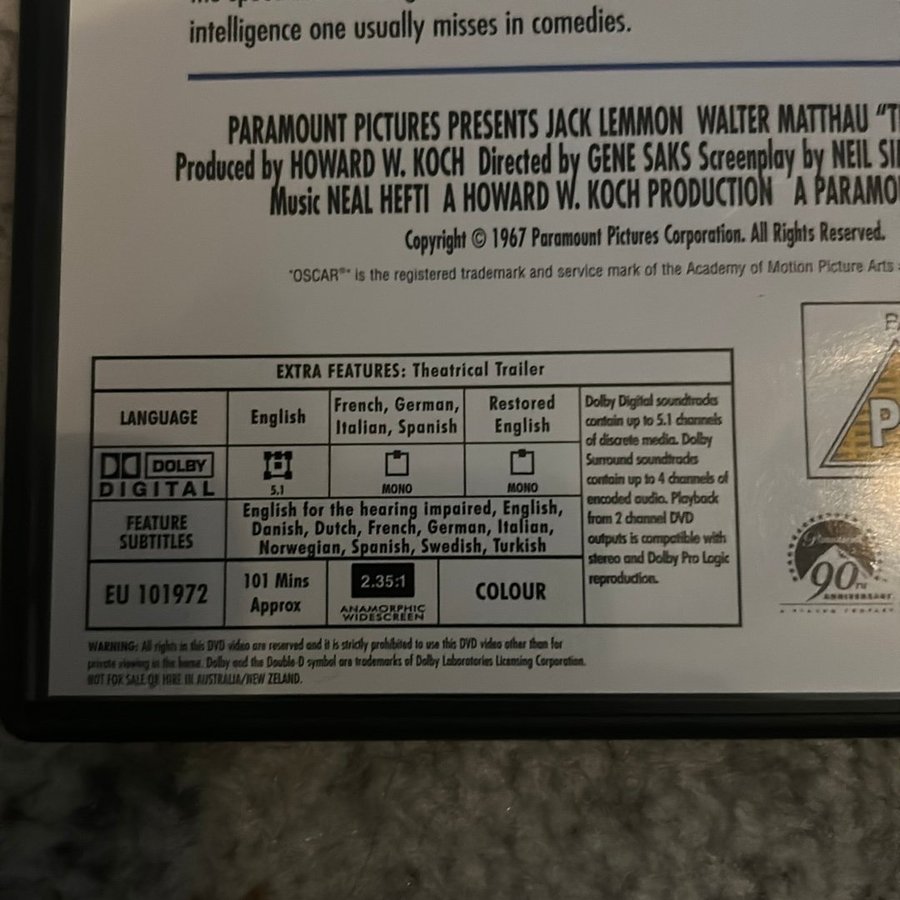 intelligence one usually misses in comedies.
PARAMOUNT PICTURES PRESENTS JACK LEMMON WALTER MATTHAU "T
Produced by HOWARD W. KOCH Directed by GENE SAKS Screenplay by NEIL SI
Music NEAL HEFTI A HOWARD W. KOCH PRODUCTION A PARAMO
Copyright © 1967 Paramount Pictures Corporation. All Rights Reserved.
"OSCAR®" is the registered trademark and service mark of the Academy of Motion Picture Arts
EXTRA FEATURES: Theatrical Trailer
LANGUAGE
English
French, German,
Italian, Spanish
Restored
English
DOLBY
DIGITAL
5.1
MONO
MONO
FEATURE
SUBTITLES
English for the hearing impaired, English,
Danish, Dutch, French, German, Italian,
Norwegian, Spanish, Swedish, Turkish
EU 101972
101 Mins
Approx
2.35:1
ANAMORPHIC
WIDESCREEN
COLOUR
Dolby Digital soundtracks
contain up to 5.1 channels
of discrete media. Dolby
Surround soundtracks
contain up to 4 channels of
encoded audio. Playback
from 2 channel DVD
outputs is compatible with
stereo and Dolby Pro Logic
reproduction.
P
Paramount
90TM
ANNIVERSARY
A VIACOM COMPANY
WARNING: All rights in this DVD video are reserved and it is strictly prohibited to use this DVD video other than for
private viewing in the home. Dolby and the Double-D symbol are trademarks of Dolby Laboratories Licensing Corporation.
NOT FOR SALE OR HIRE IN AUSTRALIA/NEW ZELAND.